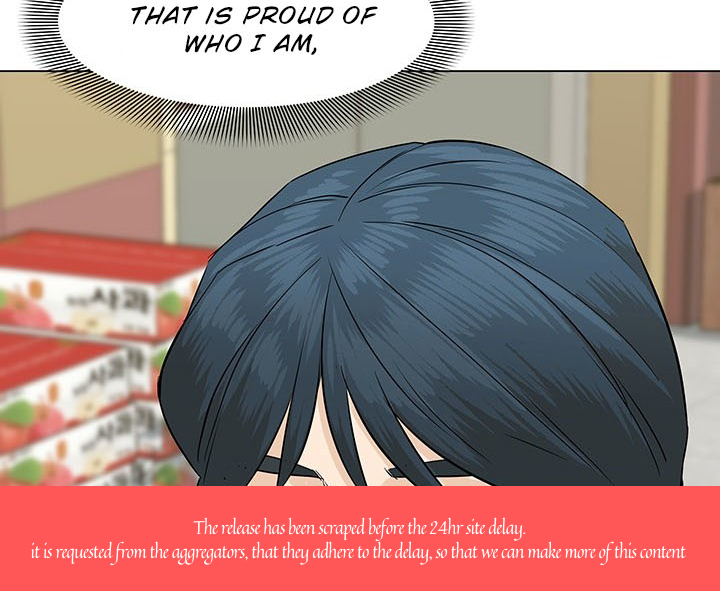 THAT IS PROUD OF
WHO I AM,
사과
사과
사과
The release has been scraped before the 24hr site delay.
it is requested from the aggregators, that they adhere to the delay, so that we can make more of this content